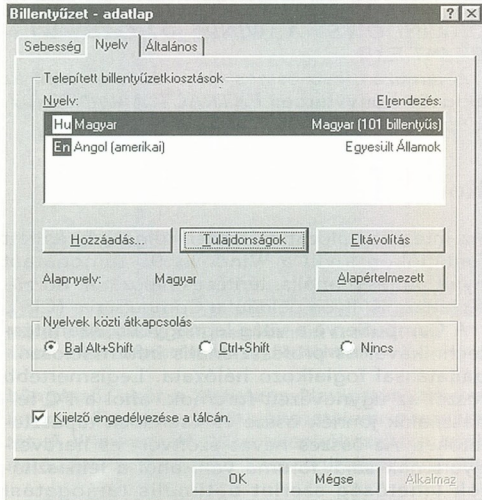 Billentyűzet - adatlap
Sebesség Nyelv Általános
Telepített billentyűzetkiosztások
Nyelv: Elrendezés:
Hu Magyar Magyar (101 billentyűs)
En Angol (amerikai) Egyesült Államok
Hozzáadás... Tulajdonságok Eltávolítás
Alapnyelv: Magyar Alapértelmezett
Nyelvek közti átkapcsolás
Bal Alt+Shift Ctrl+Shift Nincs
Kijelző engedélyezése a tálcán.
OK Mégse Alkalmaz